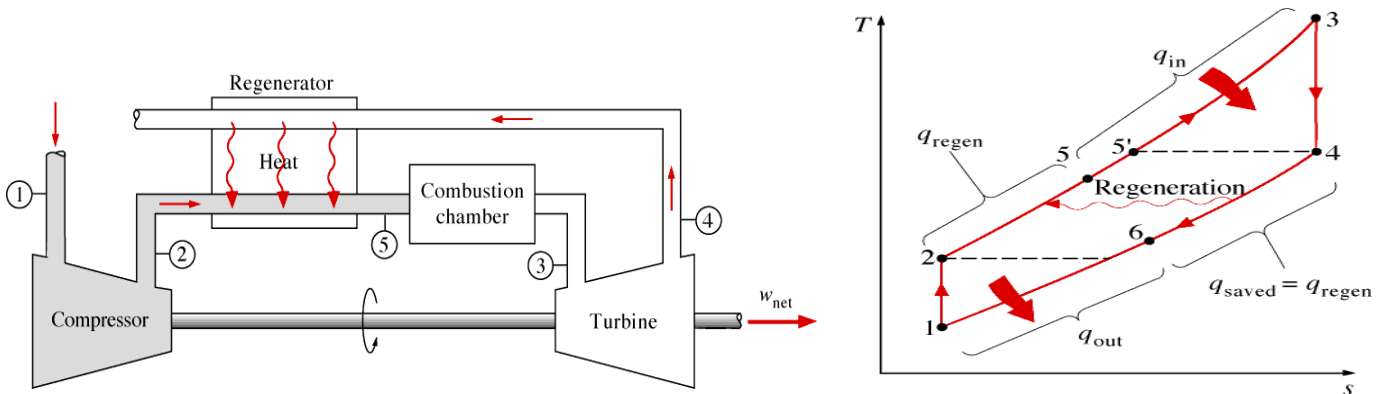 Regenerator
Heat
Combustion
chamber
1
2
5
4
3
Compressor
Turbine
w_net
T
3
q_in
q_regen
5
5'
4
Regeneration
2
6
q_saved = q_regen
1
q_out
s